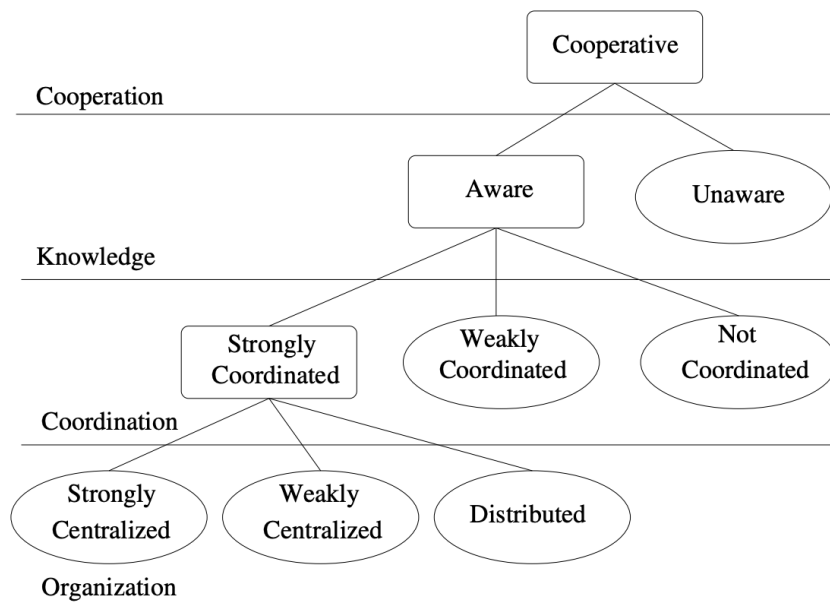 Cooperative
Cooperation
Aware
Unaware
Knowledge
Strongly
Coordinated
Weakly
Coordinated
Not
Coordinated
Coordination
Strongly
Centralized
Weakly
Centralized
Distributed
Organization